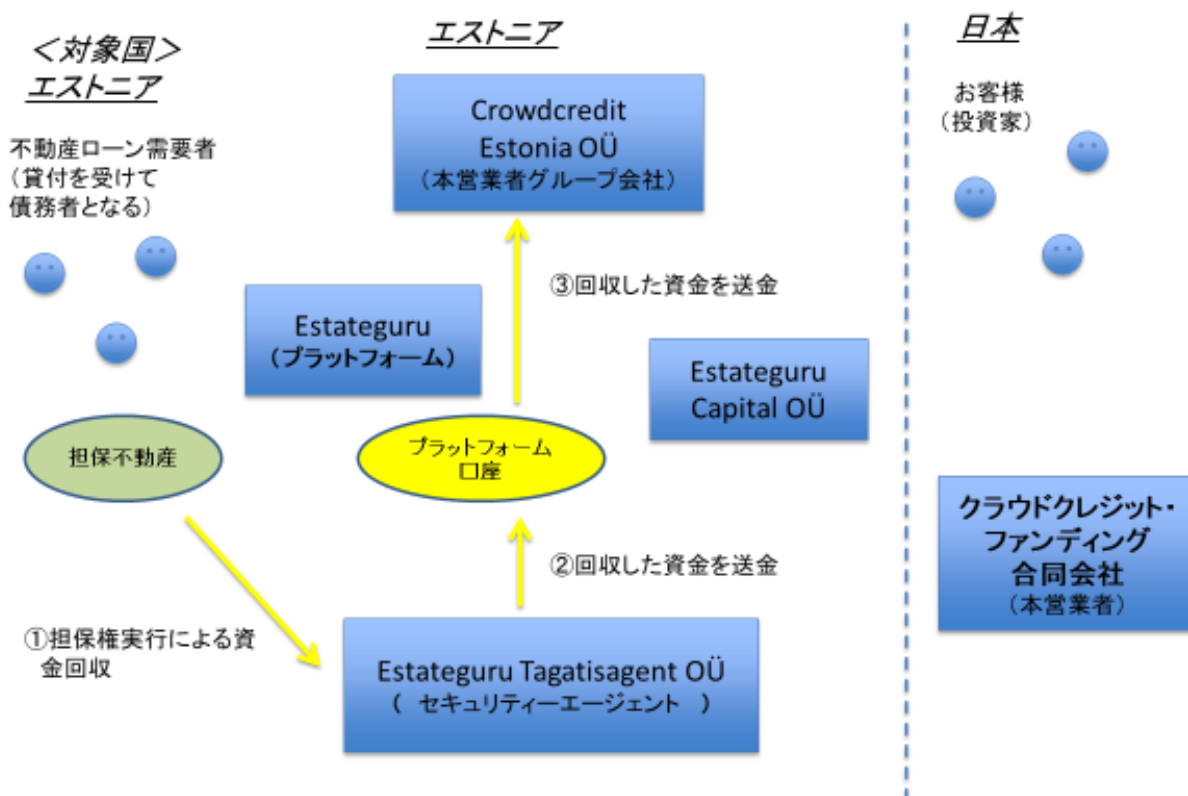 ＜対象国＞
エストニア
不動産ローン需要者
（貸付を受けて
債務者となる）
エストニア
Crowdcredit
Estonia OÜ
（本営業者グループ会社）
③回収した資金を送金
Estateguru
（プラットフォーム）
Estateguru
Capital OÜ
担保不動産
プラットフォーム
口座
①担保権実行による資
金回収
②回収した資金を送金
Estateguru Tagatisagent OÜ
（　セキュリティーエージェント　）
日本
お客様
（投資家）
クラウドクレジット・
ファンディング
合同会社
（本営業者）